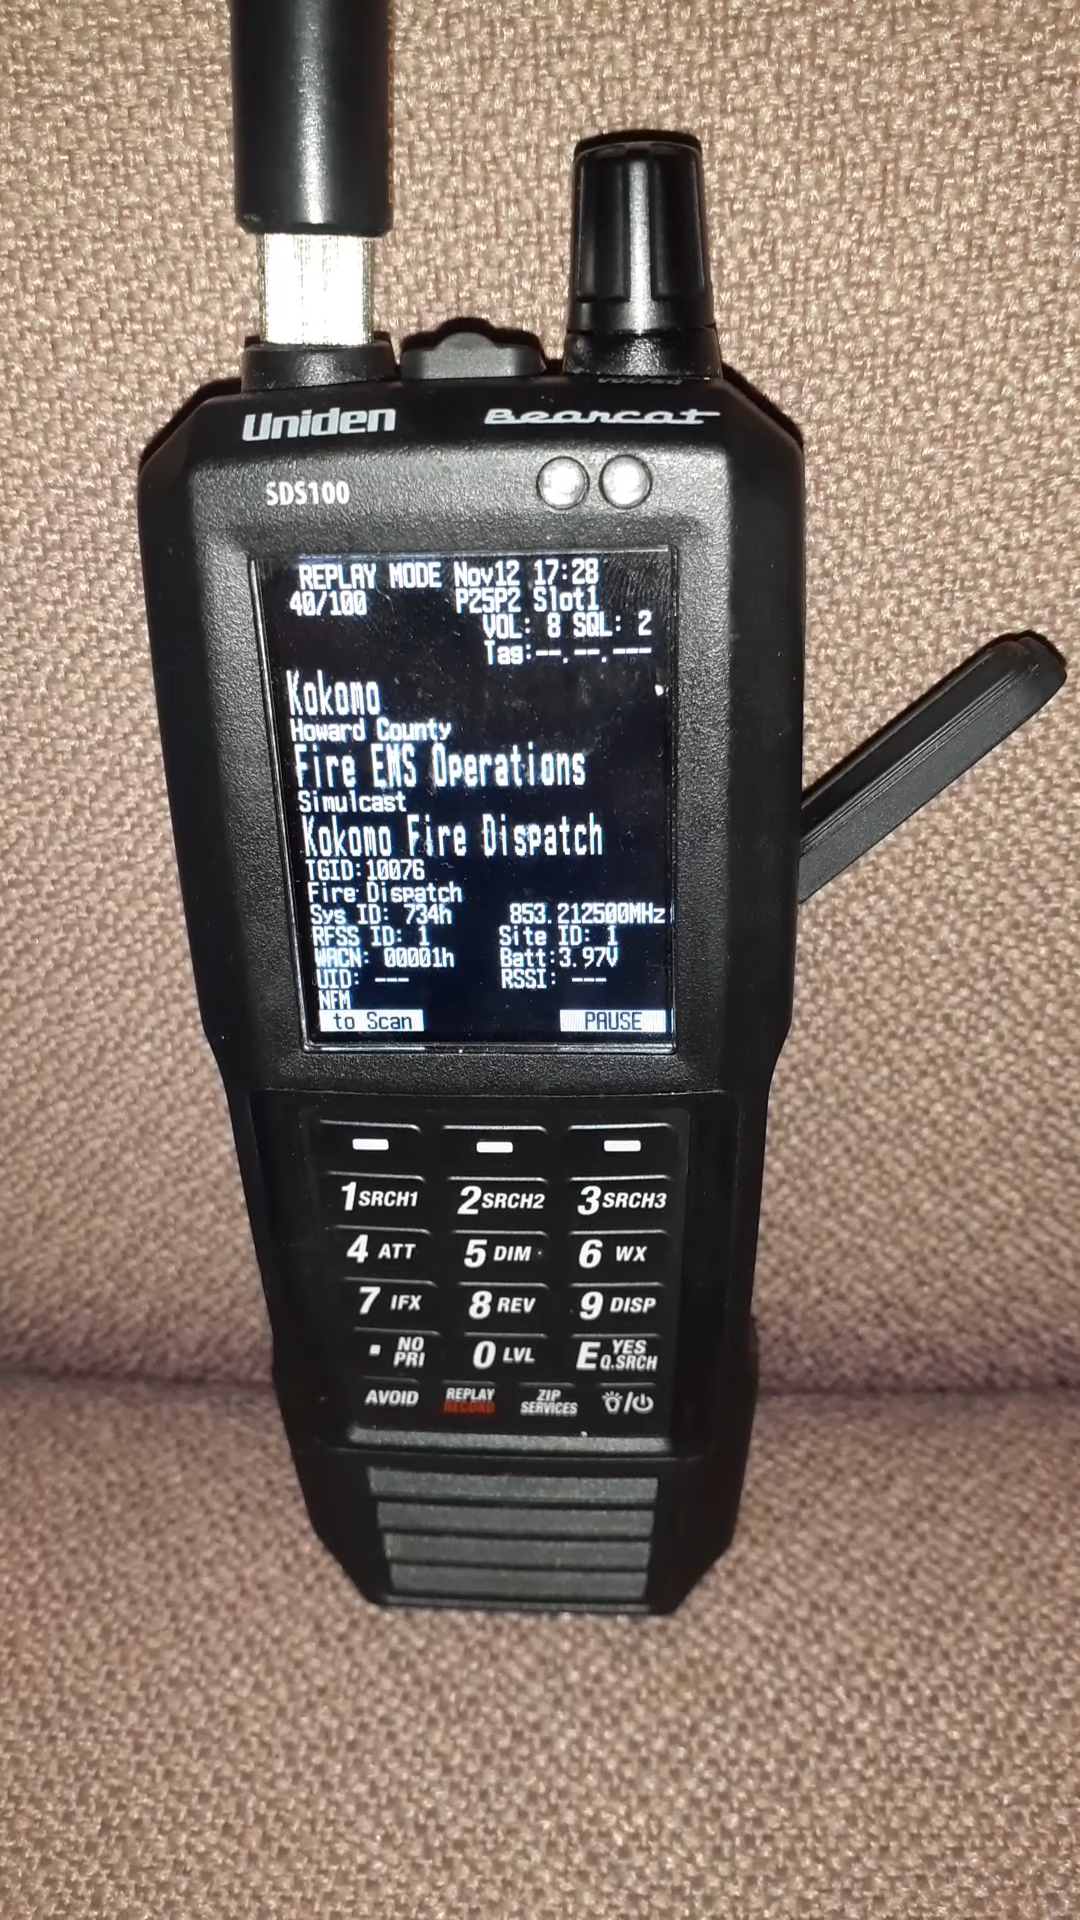 Uniden Bearcat
SDS100
REPLAY MODE Nov12 17:28
40/100 P25P2 Slot1
VOL: 8 SQL: 2
Tag:--.--.---
Kokomo
Howard County
Fire EMS Operations
Simulcast
Kokomo Fire Dispatch
TGID:10076
Fire Dispatch
Sys ID: 734h 853.212500MHz
RFSS ID: 1 Site ID: 1
WACN: 00001h Batt:3.97V
UID: --- RSSI: ---
NFM
to Scan PAUSE
1 SRCH1 2 SRCH2 3 SRCH3
4 ATT 5 DIM 6 WX
7 IFX 8 REV 9 DISP
. NO PRI 0 LVL E YES Q.SRCH
AVOID REPLAY RECORD ZIP SERVICES